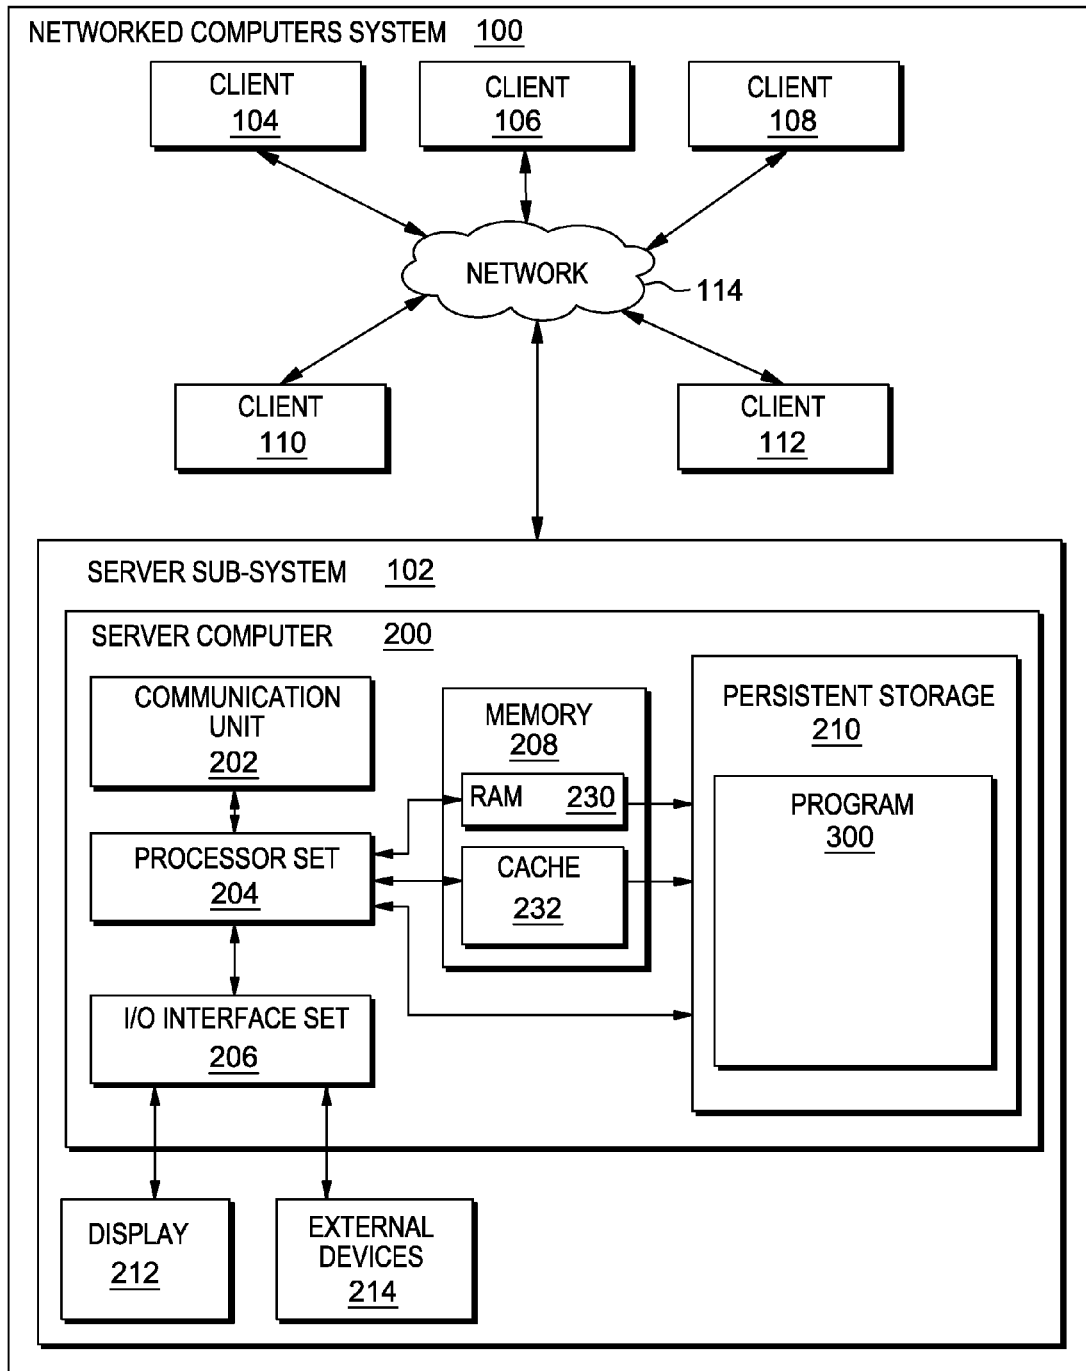 NETWORKED COMPUTERS SYSTEM 100
CLIENT
104
CLIENT
106
CLIENT
108
NETWORK
114
CLIENT
110
CLIENT
112
SERVER SUB-SYSTEM 102
SERVER COMPUTER 200
COMMUNICATION
UNIT
202
PROCESSOR SET
204
I/O INTERFACE SET
206
MEMORY
208
RAM 230
CACHE
232
PERSISTENT STORAGE
210
PROGRAM
300
DISPLAY
212
EXTERNAL
DEVICES
214